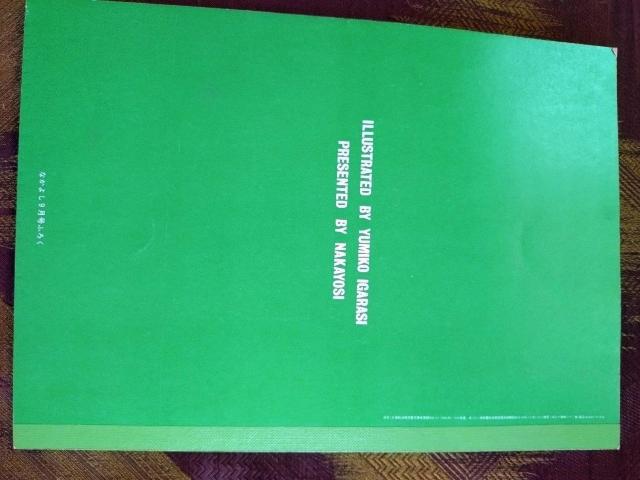 ILLUSTRATED BY YUMIKO IGARASI
PRESENTED BY NAKAYOSI
なかよし9月号ふろく